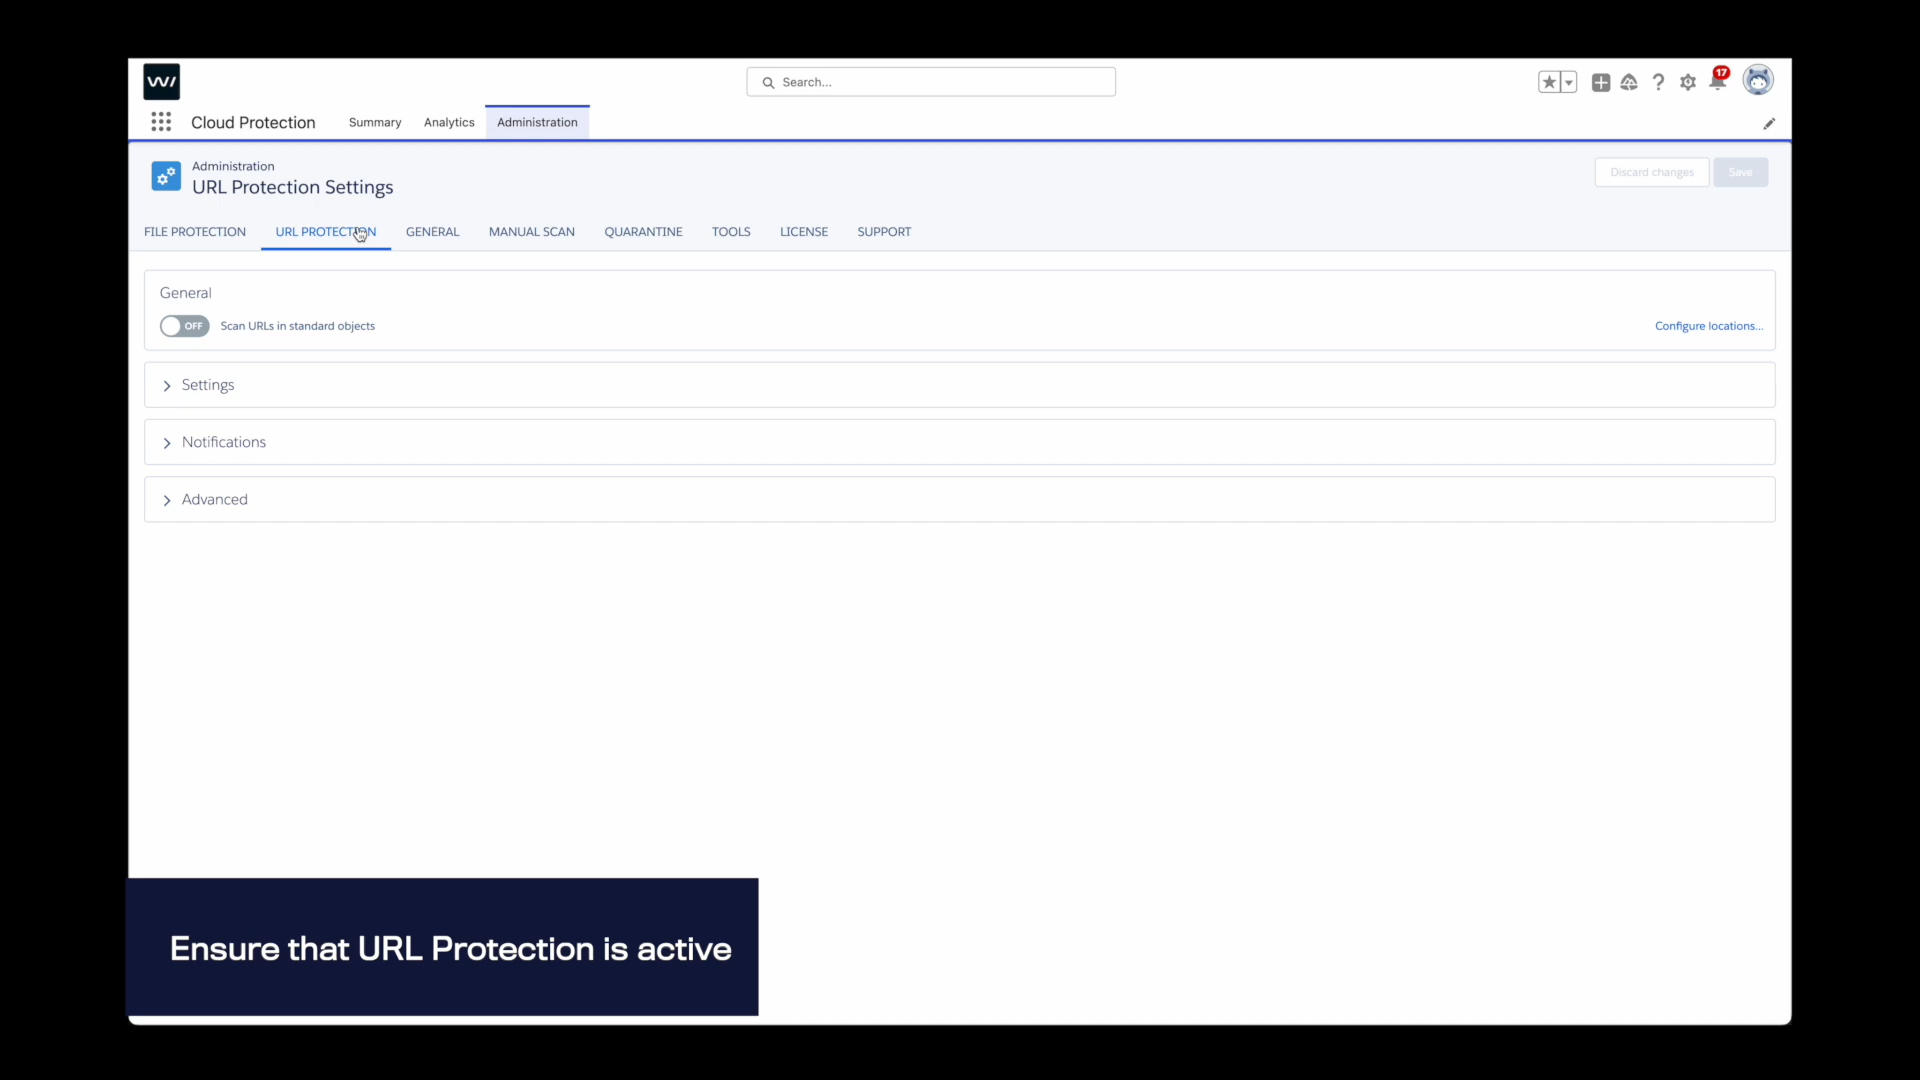 W/
Search...
17
Cloud Protection
Summary
Analytics
Administration
Administration
URL Protection Settings
Discard changes
Save
FILE PROTECTION
URL PROTECTION
GENERAL
MANUAL SCAN
QUARANTINE
TOOLS
LICENSE
SUPPORT
General
OFF
Scan URLs in standard objects
Configure locations...
Settings
Notifications
Advanced
Ensure that URL Protection is active